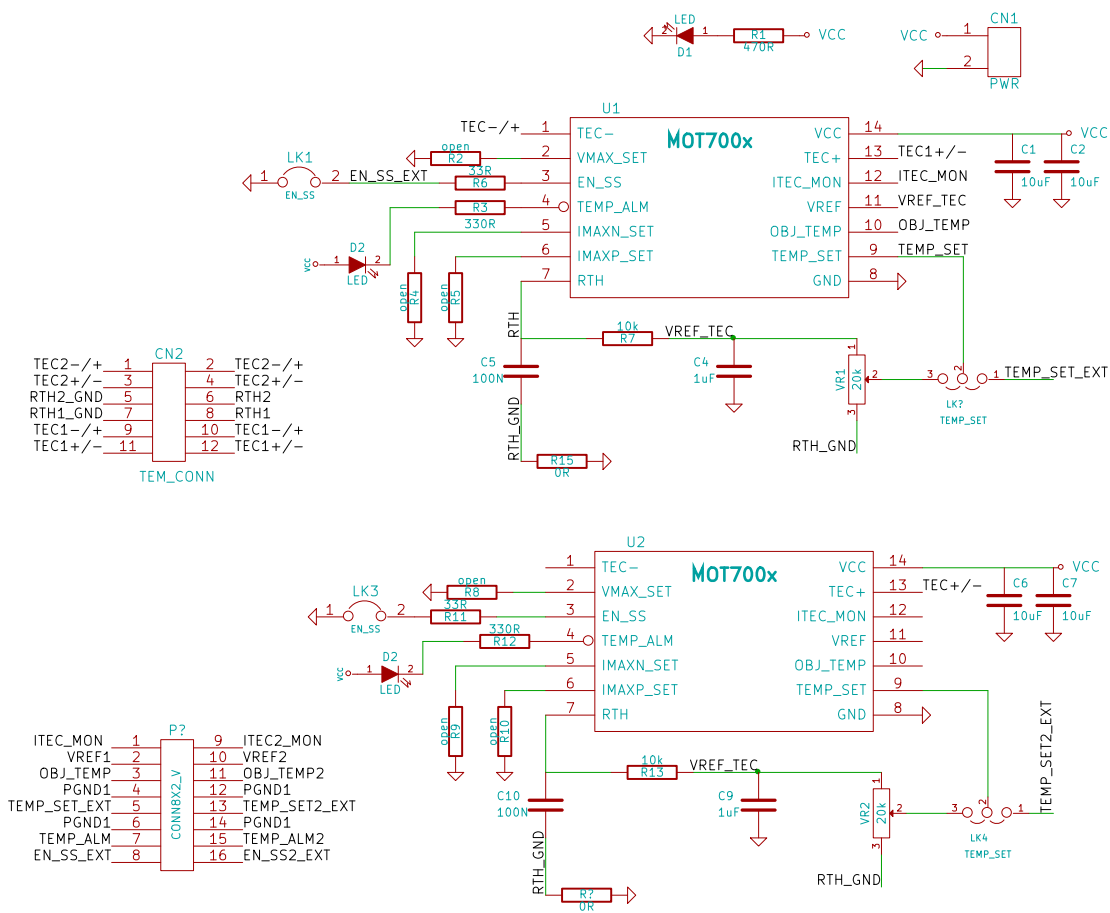 LED
2
1
D1
R1
470R
VCC
CN1
VCC
1
2
PWR
U1
MOT700x
TEC-/+
1
TEC-
VCC
14
VCC
open
R2
2
VMAX_SET
TEC+
13
TEC1+/-
C1
10uF
C2
10uF
LK1
1
2
EN_SS
EN_SS_EXT
33R
R6
3
EN_SS
ITEC_MON
12
ITEC_MON
R3
330R
4
TEMP_ALM
VREF
11
VREF_TEC
5
IMAXN_SET
OBJ_TEMP
10
OBJ_TEMP
D2
VCC
1
2
LED
6
IMAXP_SET
TEMP_SET
9
TEMP_SET
open
R4
open
R5
7
RTH
GND
8
RTH
10k
R7
VREF_TEC
C5
100N
C4
1uF
1
VR1
20k
2
3
3
2
1
TEMP_SET_EXT
LK?
TEMP_SET
RTH_GND
RTH_GND
R15
0R
CN2
TEC2-/+
1
2
TEC2-/+
TEC2+/-
3
4
TEC2+/-
RTH2_GND
5
6
RTH2
RTH1_GND
7
8
RTH1
TEC1-/+
9
10
TEC1-/+
TEC1+/-
11
12
TEC1+/-
TEM_CONN
U2
MOT700x
1
TEC-
VCC
14
VCC
open
R8
2
VMAX_SET
TEC+
13
TEC+/-
C6
10uF
C7
10uF
LK3
1
2
EN_SS
33R
R11
3
EN_SS
ITEC_MON
12
330R
R12
4
TEMP_ALM
VREF
11
D2
VCC
1
2
LED
5
IMAXN_SET
OBJ_TEMP
10
6
IMAXP_SET
TEMP_SET
9
open
R9
open
R10
7
RTH
GND
8
10k
R13
VREF_TEC
C10
100N
C9
1uF
1
VR2
20k
2
3
3
2
1
TEMP_SET2_EXT
LK4
TEMP_SET
RTH_GND
RTH_GND
R?
0R
P?
CONN8X2_V
ITEC_MON
1
9
ITEC2_MON
VREF1
2
10
VREF2
OBJ_TEMP
3
11
OBJ_TEMP2
PGND1
4
12
PGND1
TEMP_SET_EXT
5
13
TEMP_SET2_EXT
PGND1
6
14
PGND1
TEMP_ALM
7
15
TEMP_ALM2
EN_SS_EXT
8
16
EN_SS2_EXT